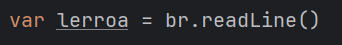 var lerroa = br.readLine()